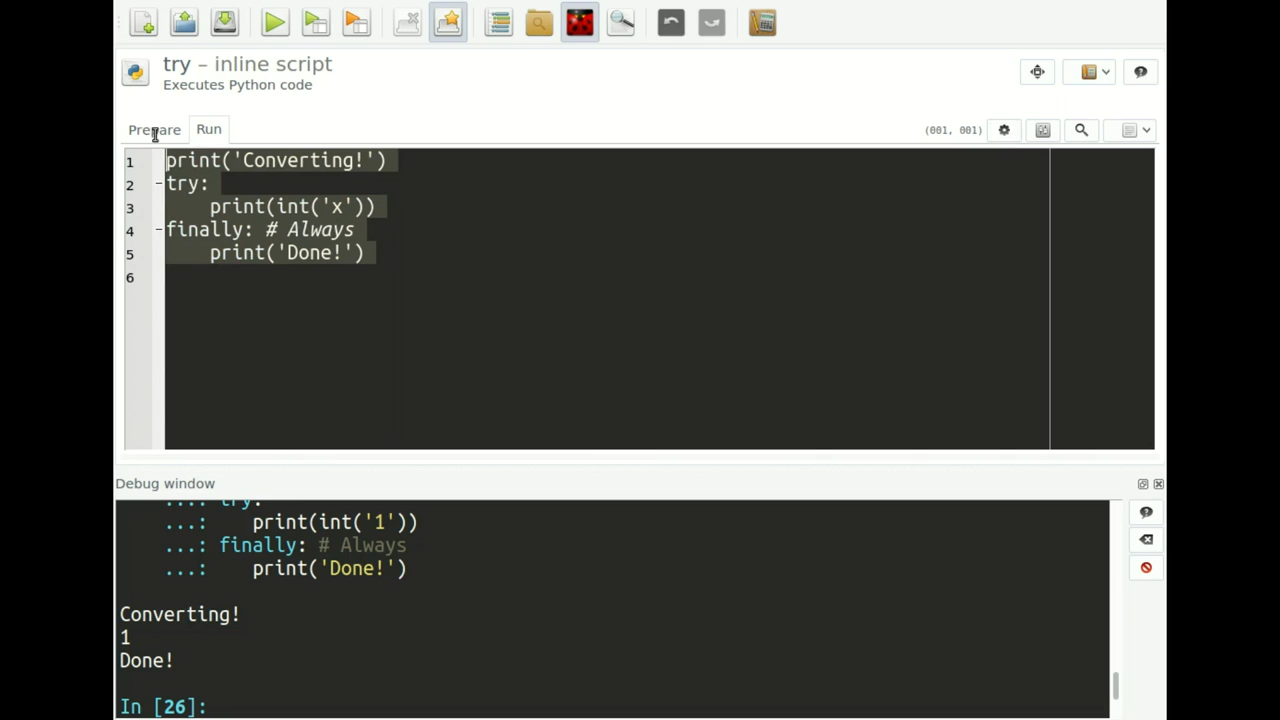 try – inline script
Executes Python code
Prepare
Run
(001, 001)
1 print('Converting!')
2 try:
3     print(int('x'))
4 finally: # Always
5     print('Done!')
6
Debug window
...: try:
...:    print(int('1'))
...: finally: # Always
...:    print('Done!')
Converting!
1
Done!
In [26]: